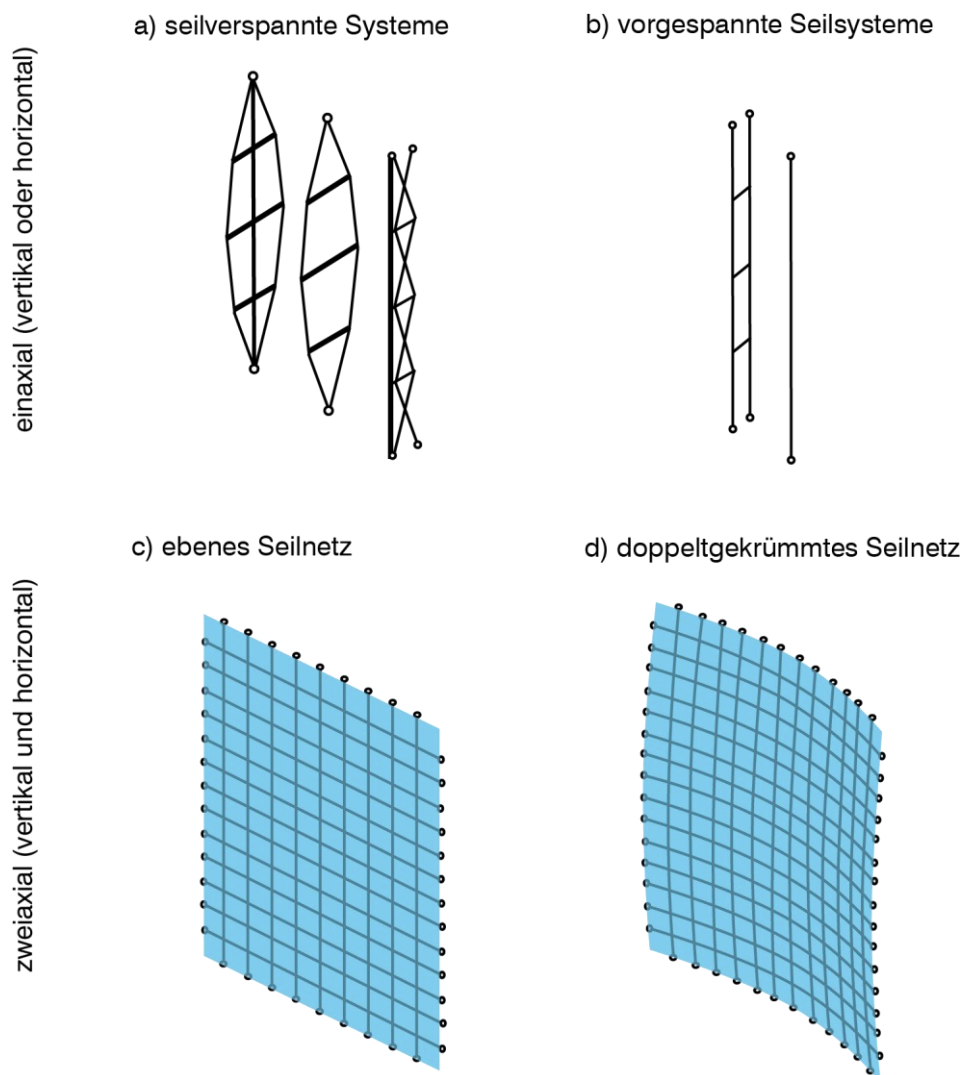 a) seilverspannte Systeme
b) vorgespannte Seilsysteme
einaxial (vertikal oder horizontal)
c) ebenes Seilnetz
d) doppeltgekrümmtes Seilnetz
zweiaxial (vertikal und horizontal)